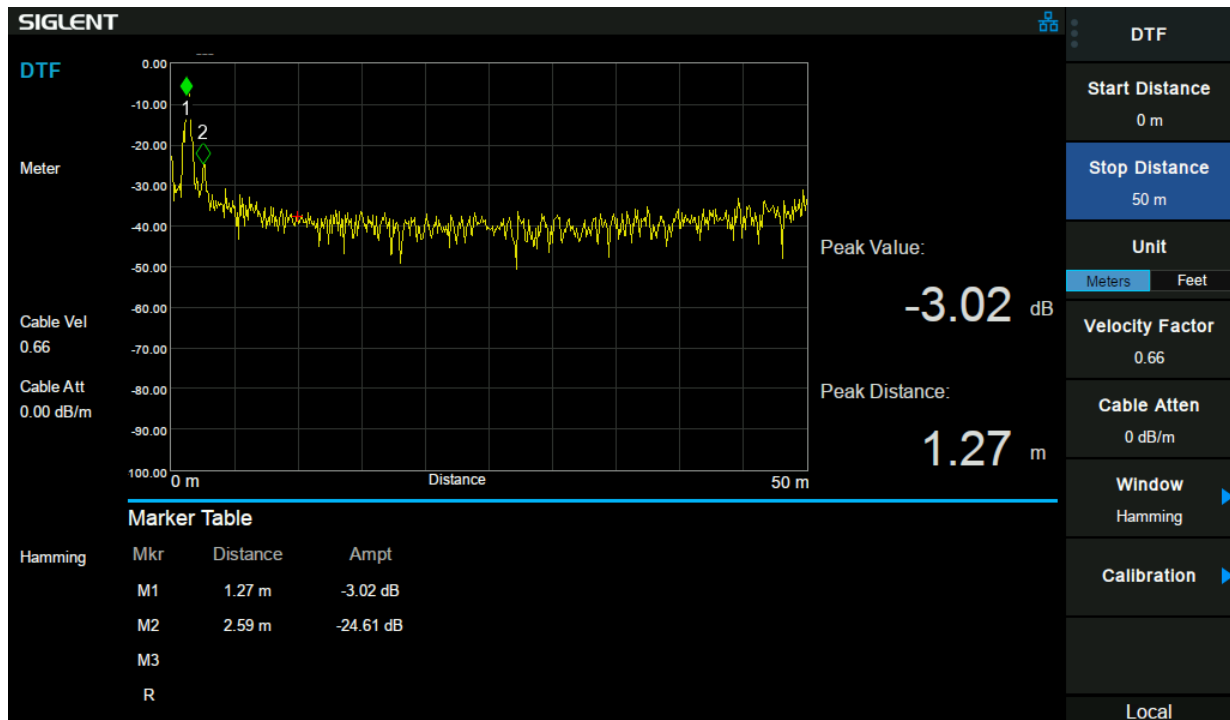 SIGLENT
DTF
---
Meter
Cable Vel
0.66
Cable Att
0.00 dB/m
Hamming
0.00
-10.00
-20.00
-30.00
-40.00
-50.00
-60.00
-70.00
-80.00
-90.00
100.00
1
2
0 m
Distance
50 m
Peak Value:
-3.02 dB
Peak Distance:
1.27 m
Marker Table
Mkr Distance Ampt
M1 1.27 m -3.02 dB
M2 2.59 m -24.61 dB
M3
R
DTF
Start Distance
0 m
Stop Distance
50 m
Unit
Meters Feet
Velocity Factor
0.66
Cable Atten
0 dB/m
Window
Hamming
Calibration
Local